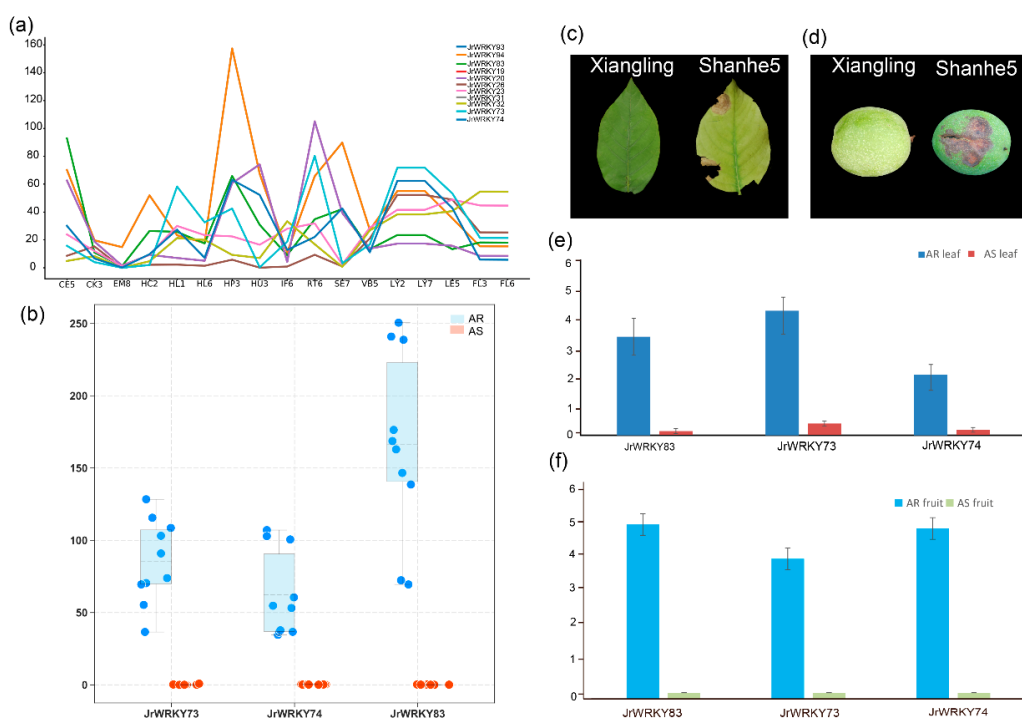 (a)
160
140
120
100
80
60
40
20
0
JrWRKY93
JrWRKY94
JrWRKY83
JrWRKY19
JrWRKY20
JrWRKY26
JrWRKY23
JrWRKY31
JrWRKY32
JrWRKY73
JrWRKY74
CE5 CK3 EM8 HC2 HL1 HL6 HP3 HU3 IF6 RT6 SE7 VB5 LY2 LY7 LE5 FL3 FL6
(b)
250
200
150
100
50
0
AR
AS
JrWRKY73 JrWRKY74 JrWRKY83
(c)
Xiangling Shanhe5
(d)
Xiangling Shanhe5
(e)
6
5
4
3
2
1
0
AR leaf AS leaf
JrWRKY83 JrWRKY73 JrWRKY74
(f)
6
5
4
3
2
1
0
AR fruit AS fruit
JrWRKY83 JrWRKY73 JrWRKY74